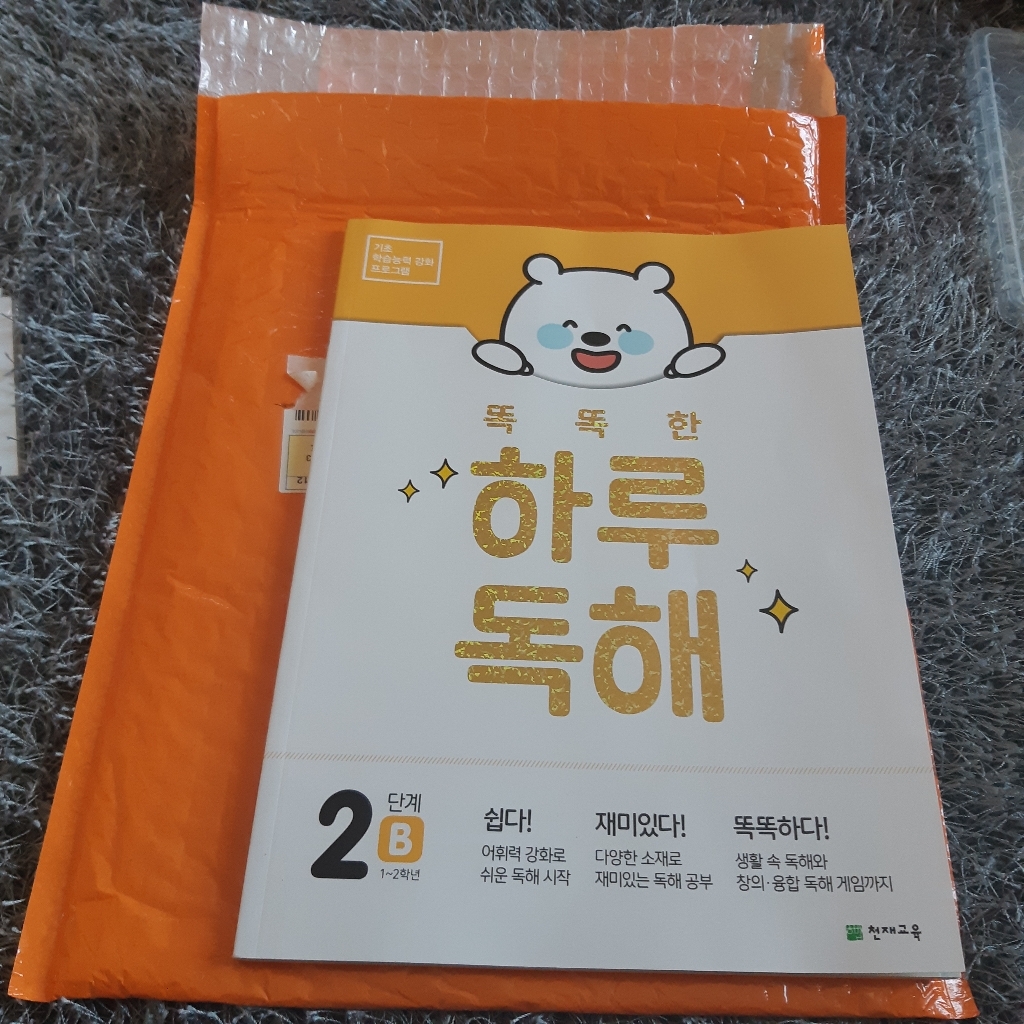 기초
학습능력 강화
프로그램
똑똑한
하루
독해
2단계
B
1~2학년
쉽다!
어휘력 강화로
쉬운 독해 시작
재미있다!
다양한 소재로
재미있는 독해 공부
똑똑하다!
생활 속 독해와
창의·융합 독해 게임까지
천재교육